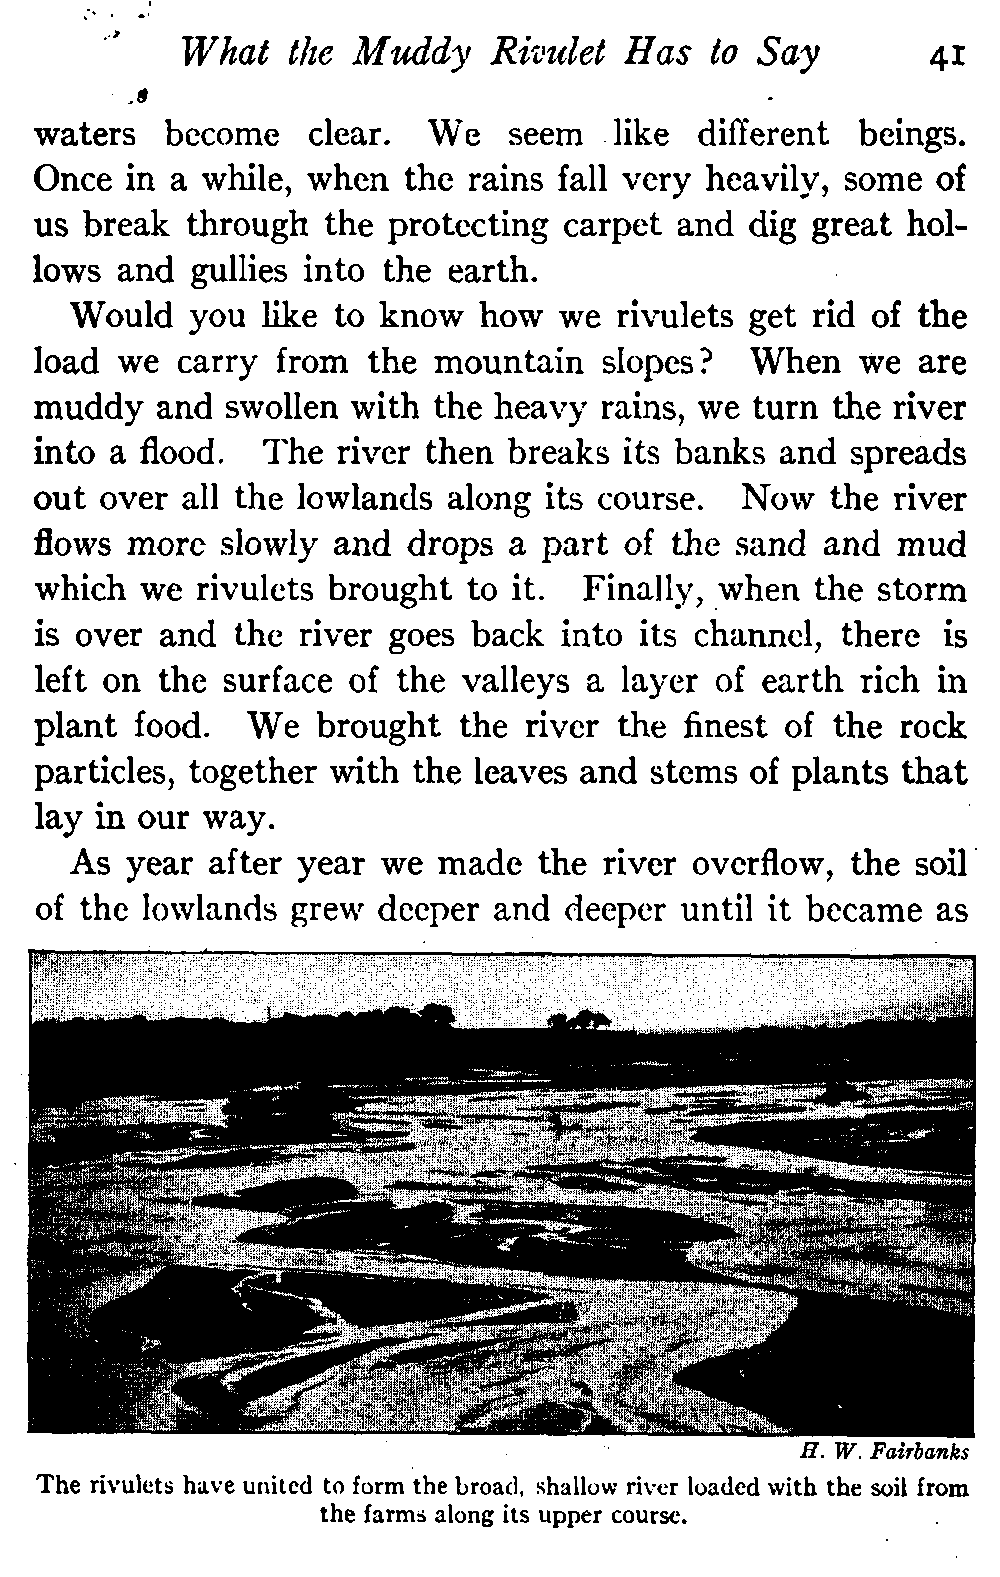 What the Muddy Rivulet Has to Say 41
waters become clear. We seem like different beings.
Once in a while, when the rains fall very heavily, some of
us break through the protecting carpet and dig great hol-
lows and gullies into the earth.
Would you like to know how we rivulets get rid of the
load we carry from the mountain slopes? When we are
muddy and swollen with the heavy rains, we turn the river
into a flood. The river then breaks its banks and spreads
out over all the lowlands along its course. Now the river
flows more slowly and drops a part of the sand and mud
which we rivulets brought to it. Finally, when the storm
is over and the river goes back into its channel, there is
left on the surface of the valleys a layer of earth rich in
plant food. We brought the river the finest of the rock
particles, together with the leaves and stems of plants that
lay in our way.
As year after year we made the river overflow, the soil
of the lowlands grew deeper and deeper until it became as
H. W. Fairbanks
The rivulets have united to form the broad, shallow river loaded with the soil from
the farms along its upper course.